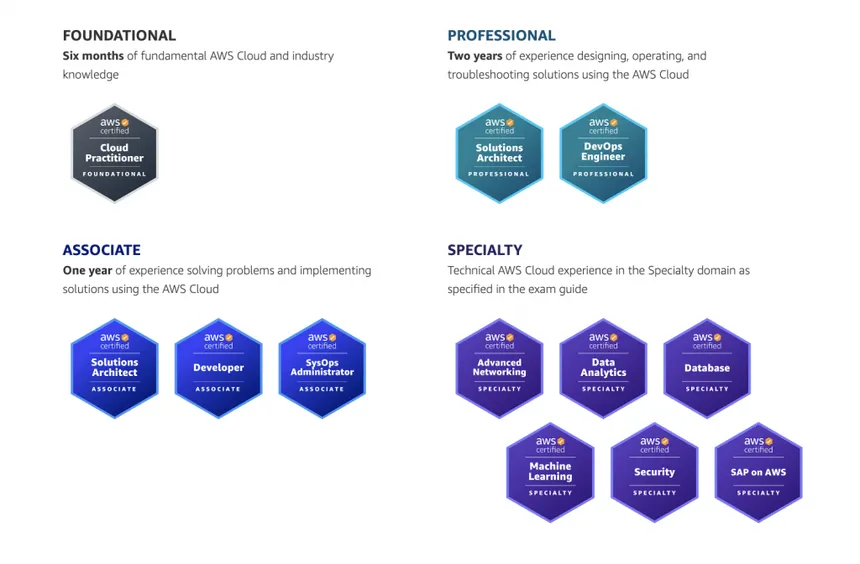 FOUNDATIONAL
Six months of fundamental AWS Cloud and industry
knowledge
aws
certified
Cloud
Practitioner
FOUNDATIONAL
PROFESSIONAL
Two years of experience designing, operating, and
troubleshooting solutions using the AWS Cloud
aws
certified
Solutions
Architect
PROFESSIONAL
aws
certified
DevOps
Engineer
PROFESSIONAL
ASSOCIATE
One year of experience solving problems and implementing
solutions using the AWS Cloud
aws
certified
Solutions
Architect
ASSOCIATE
aws
certified
Developer
ASSOCIATE
aws
certified
SysOps
Administrator
ASSOCIATE
SPECIALTY
Technical AWS Cloud experience in the Specialty domain as
specified in the exam guide
aws
certified
Advanced
Networking
SPECIALTY
aws
certified
Data
Analytics
SPECIALTY
aws
certified
Database
SPECIALTY
aws
certified
Machine
Learning
SPECIALTY
aws
certified
Security
SPECIALTY
aws
certified
SAP on AWS
SPECIALTY